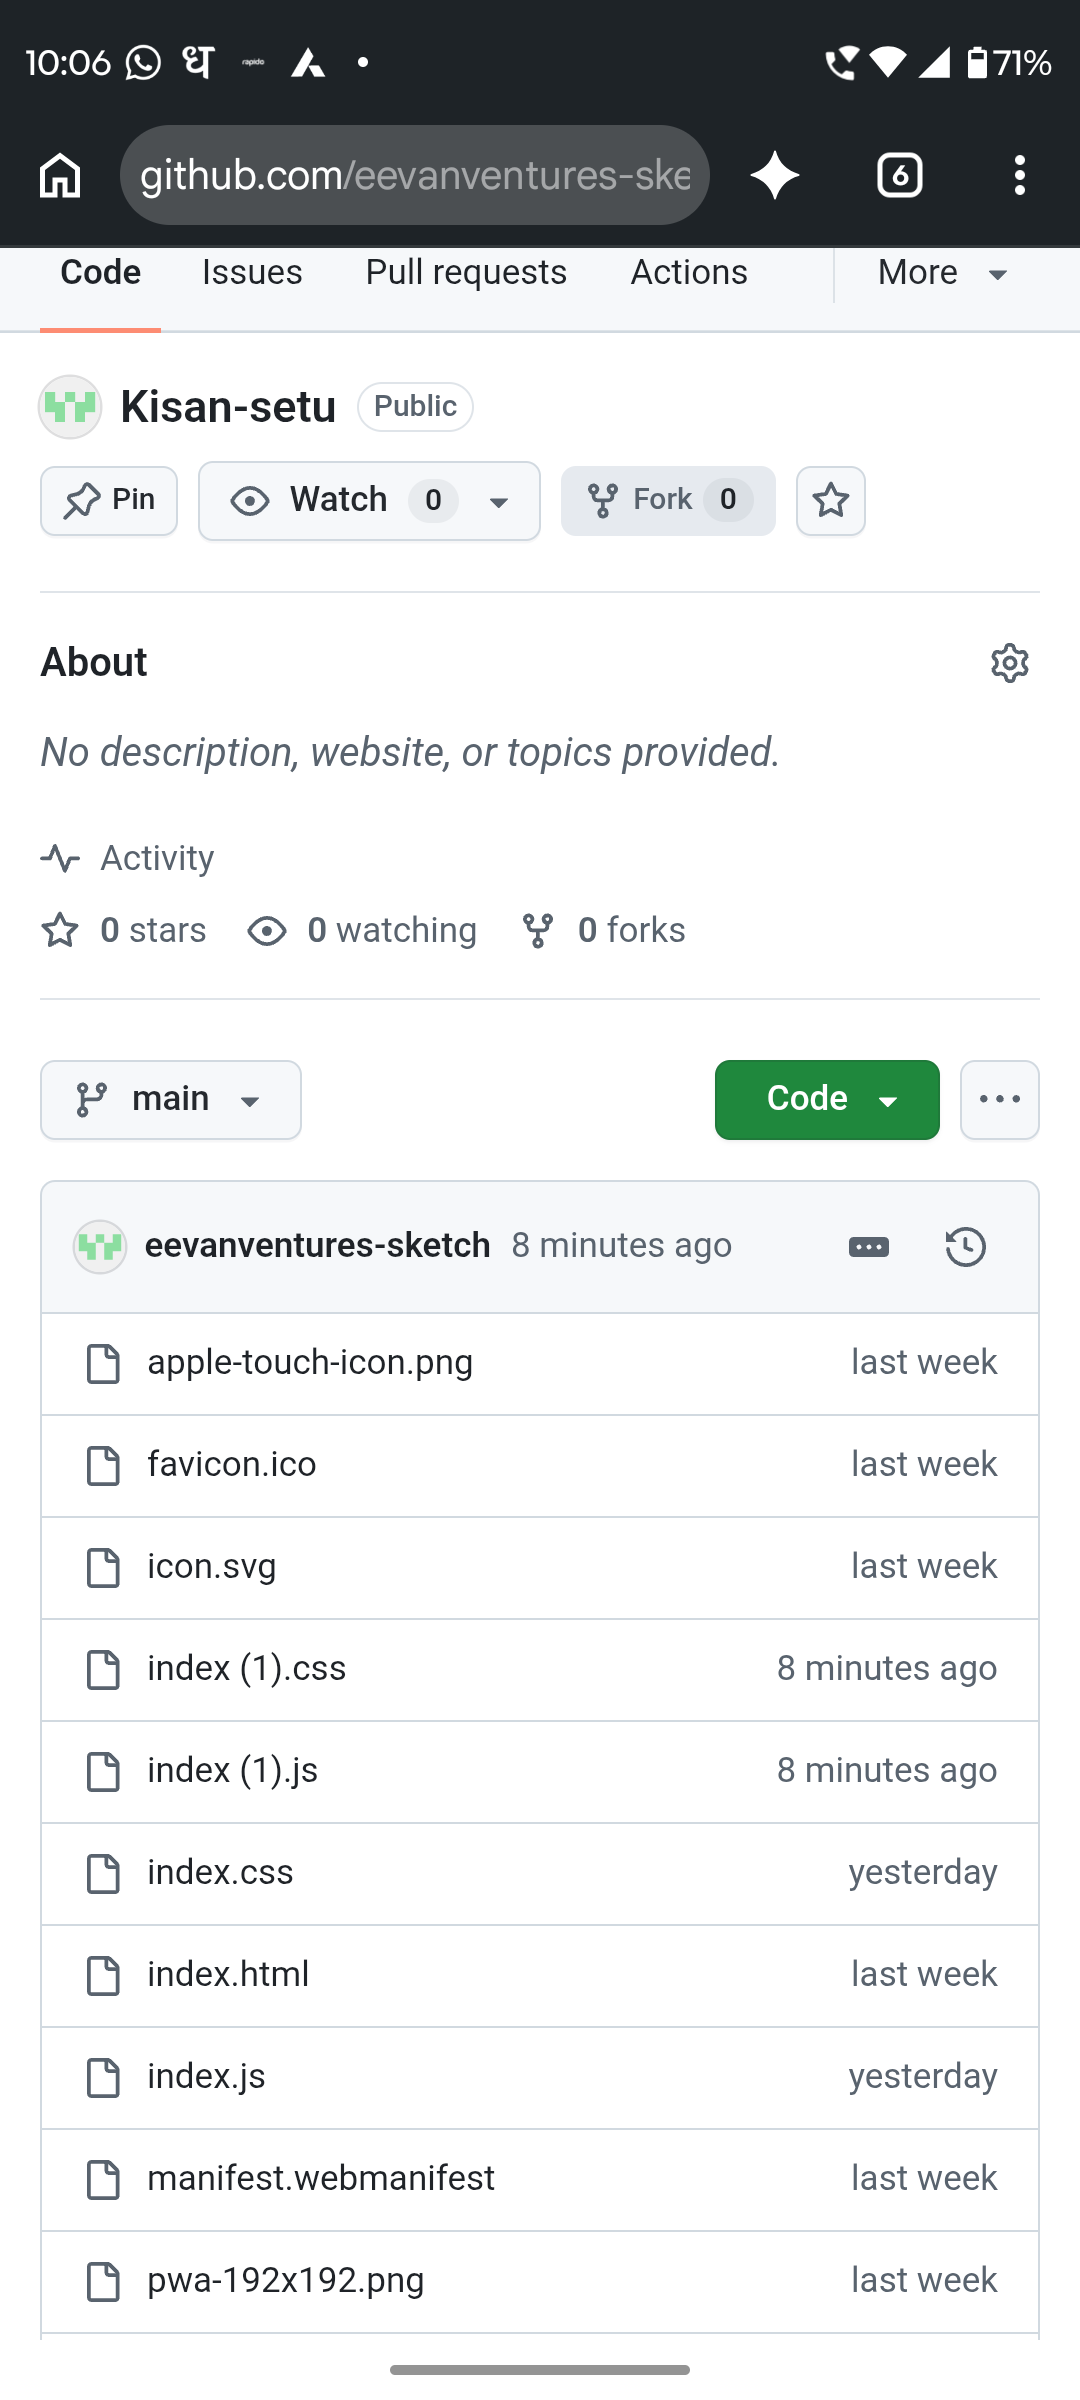 10:06 ध rapido 71%
github.com/eevanventures-ske 6
Code Issues Pull requests Actions More
Kisan-setu Public
Pin Watch 0 Fork 0
About
No description, website, or topics provided.
Activity
0 stars 0 watching 0 forks
main Code
eevanventures-sketch 8 minutes ago
apple-touch-icon.png last week
favicon.ico last week
icon.svg last week
index (1).css 8 minutes ago
index (1).js 8 minutes ago
index.css yesterday
index.html last week
index.js yesterday
manifest.webmanifest last week
pwa-192x192.png last week